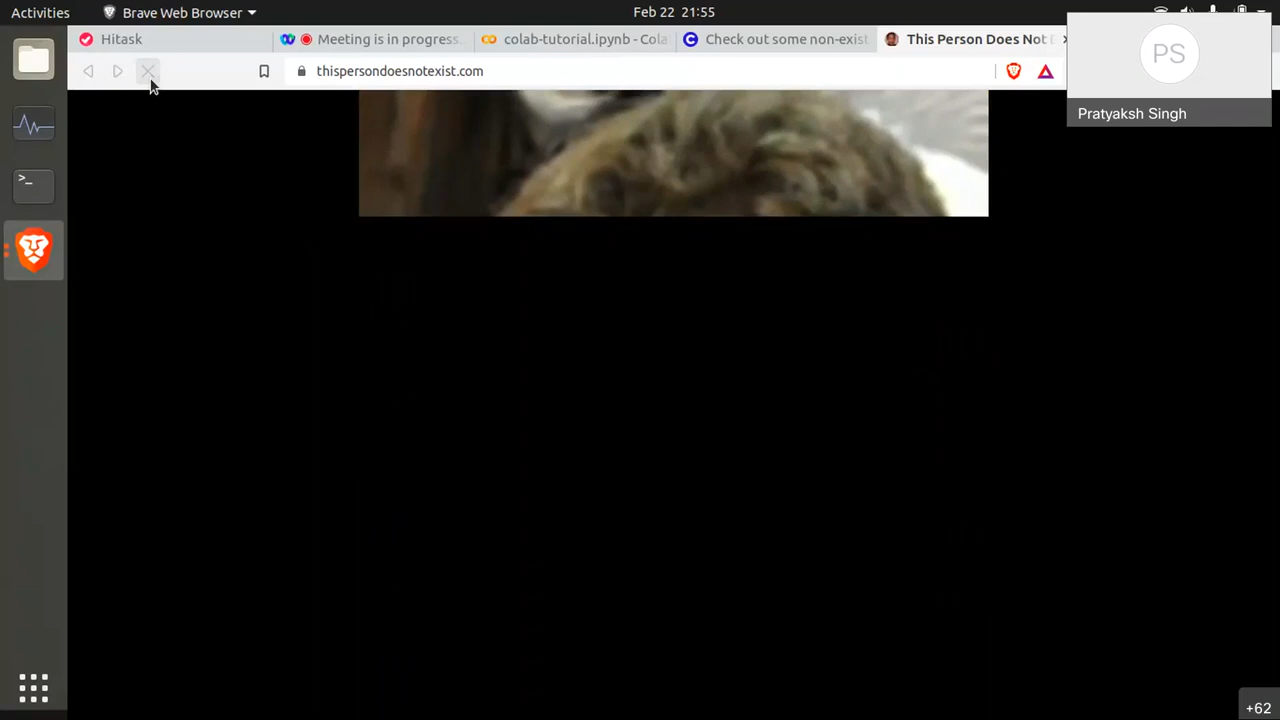 Activities
Brave Web Browser
Feb 22 21:55
Hitask
Meeting is in progress.
colab-tutorial.ipynb - Cola
Check out some non-exist
This Person Does Not E
thispersondoesnotexist.com
PS
Pratyaksh Singh
>_
+62